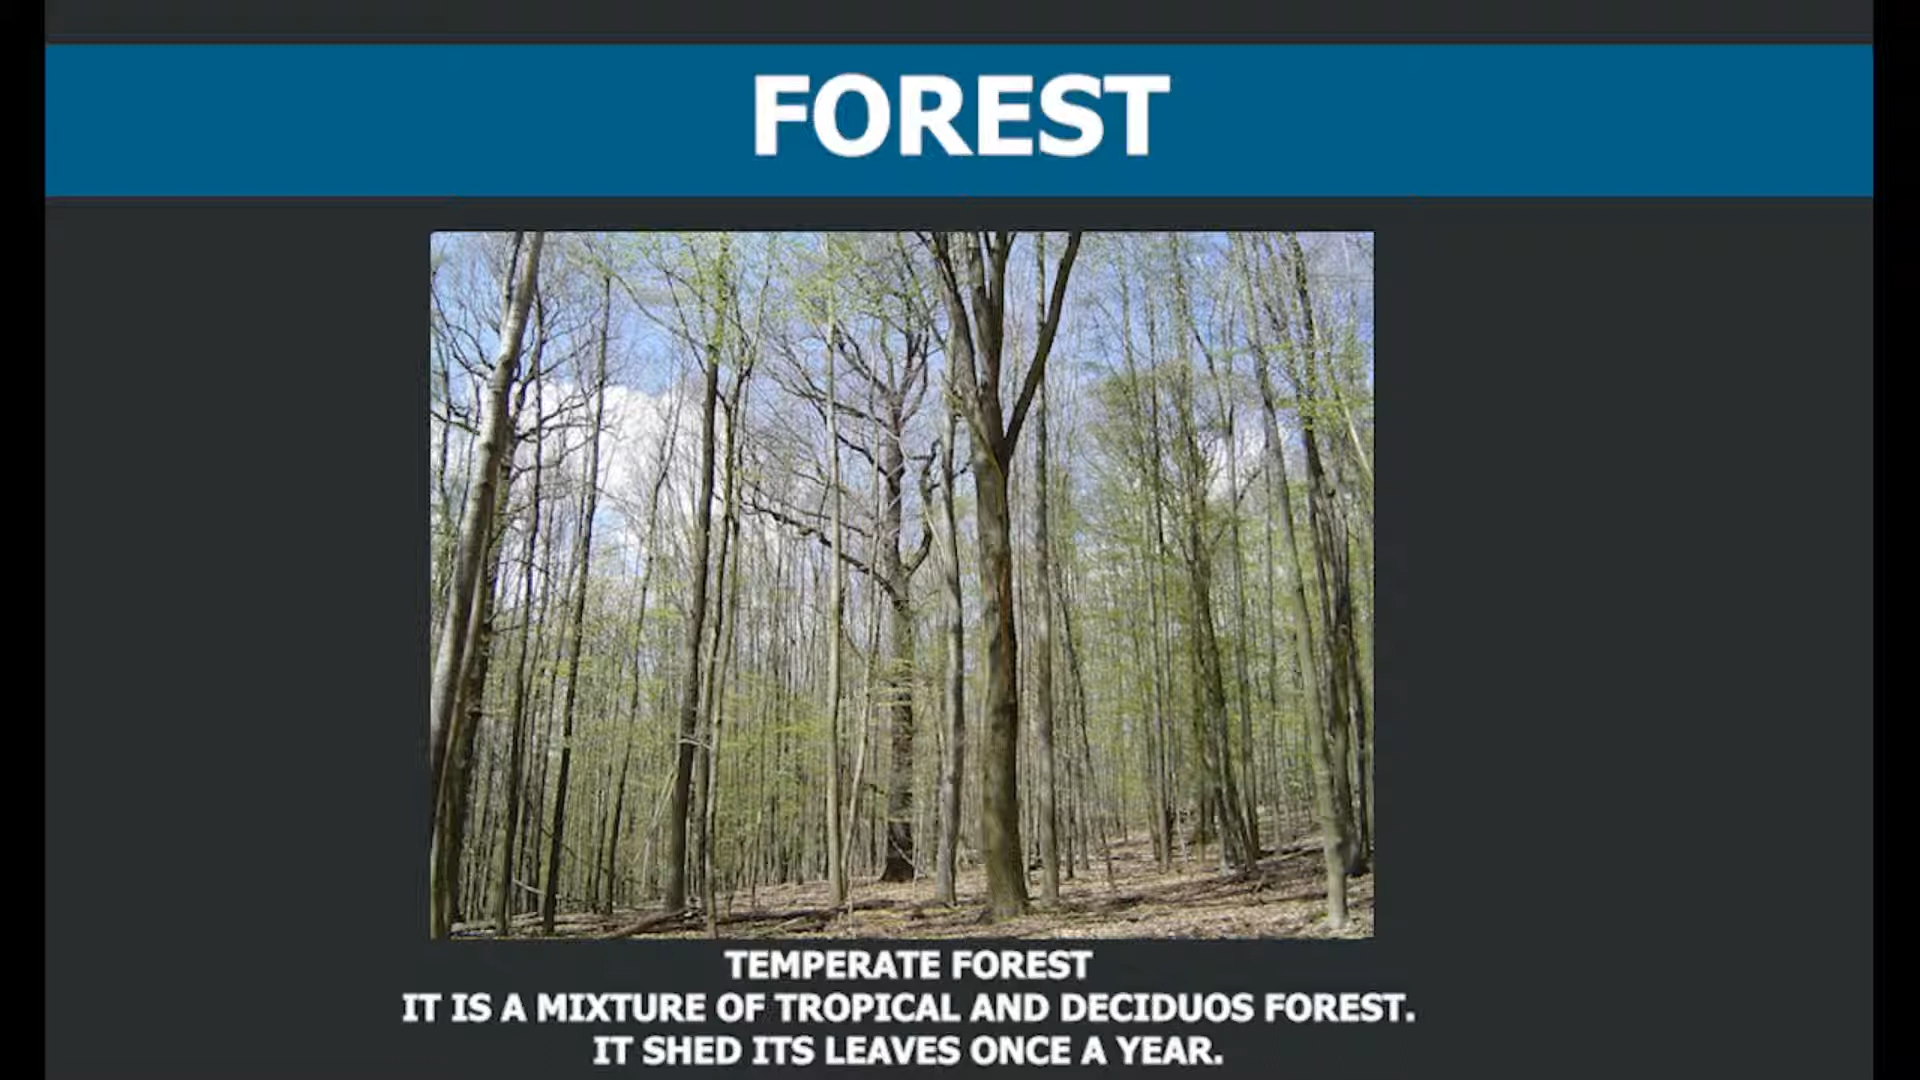 FOREST
TEMPERATE FOREST
IT IS A MIXTURE OF TROPICAL AND DECIDUOS FOREST.
IT SHED ITS LEAVES ONCE A YEAR.